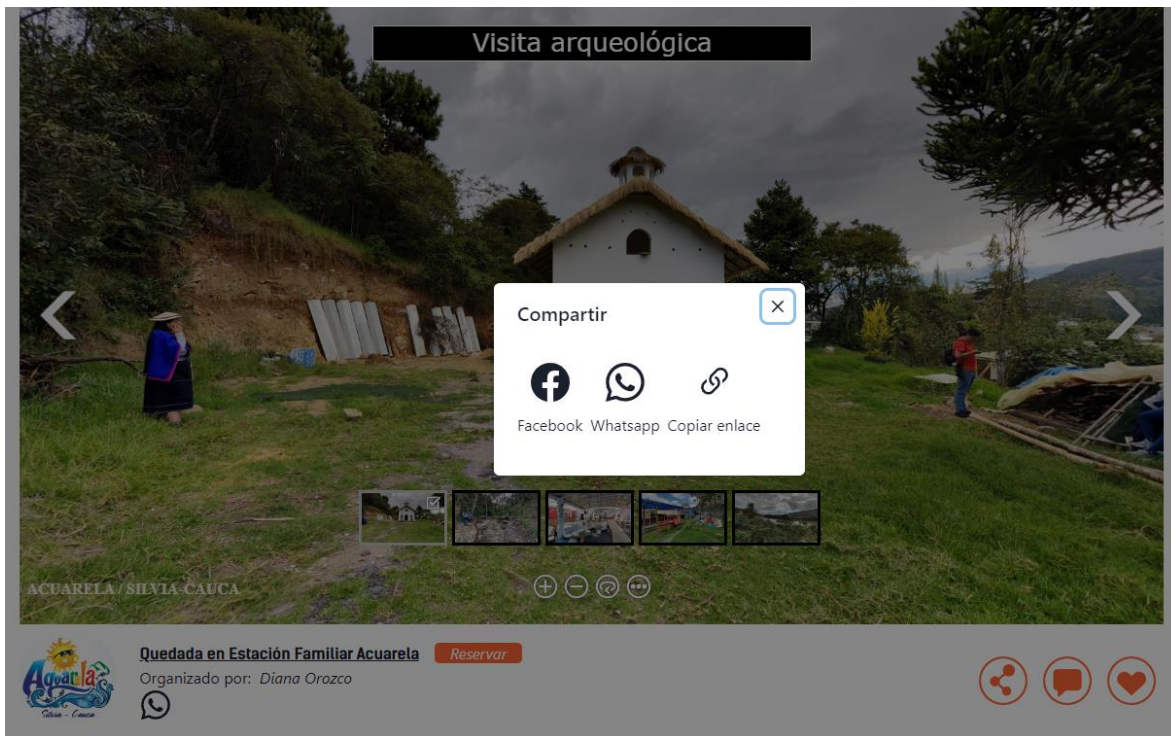 Visita arqueológica
Compartir
Facebook Whatsapp Copiar enlace
ACUARELA / SILVIA-CAUCA
Quedada en Estación Familiar Acuarela Reservar
Organizado por: Diana Orozco
Aquarela
Silvia - Cauca